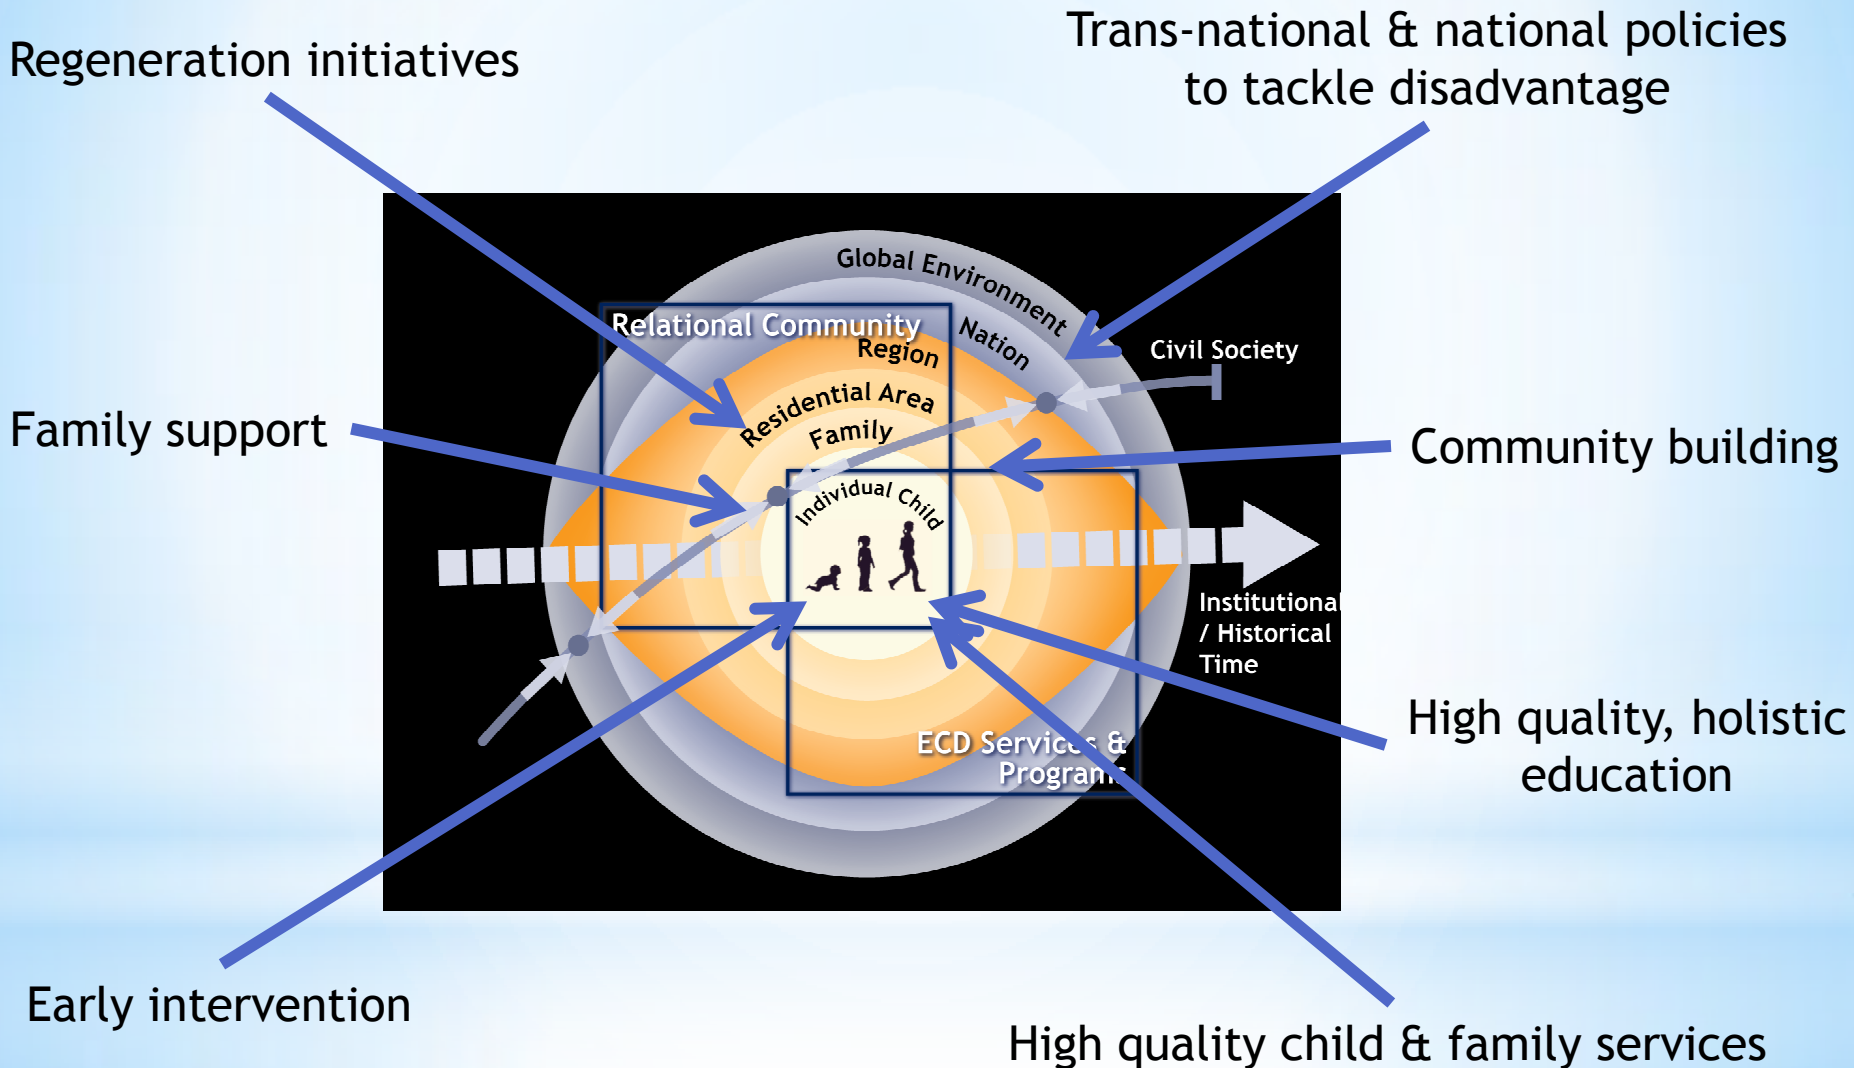 Regeneration initiatives
Trans-national & national policies
to tackle disadvantage
Global Environment
Relational Community
Nation
Region
Civil Society
Residential Area
Family
Family support
Community building
Individual Child
Institutional
/ Historical
Time
High quality, holistic
education
ECD Services &
Programs
Early intervention
High quality child & family services